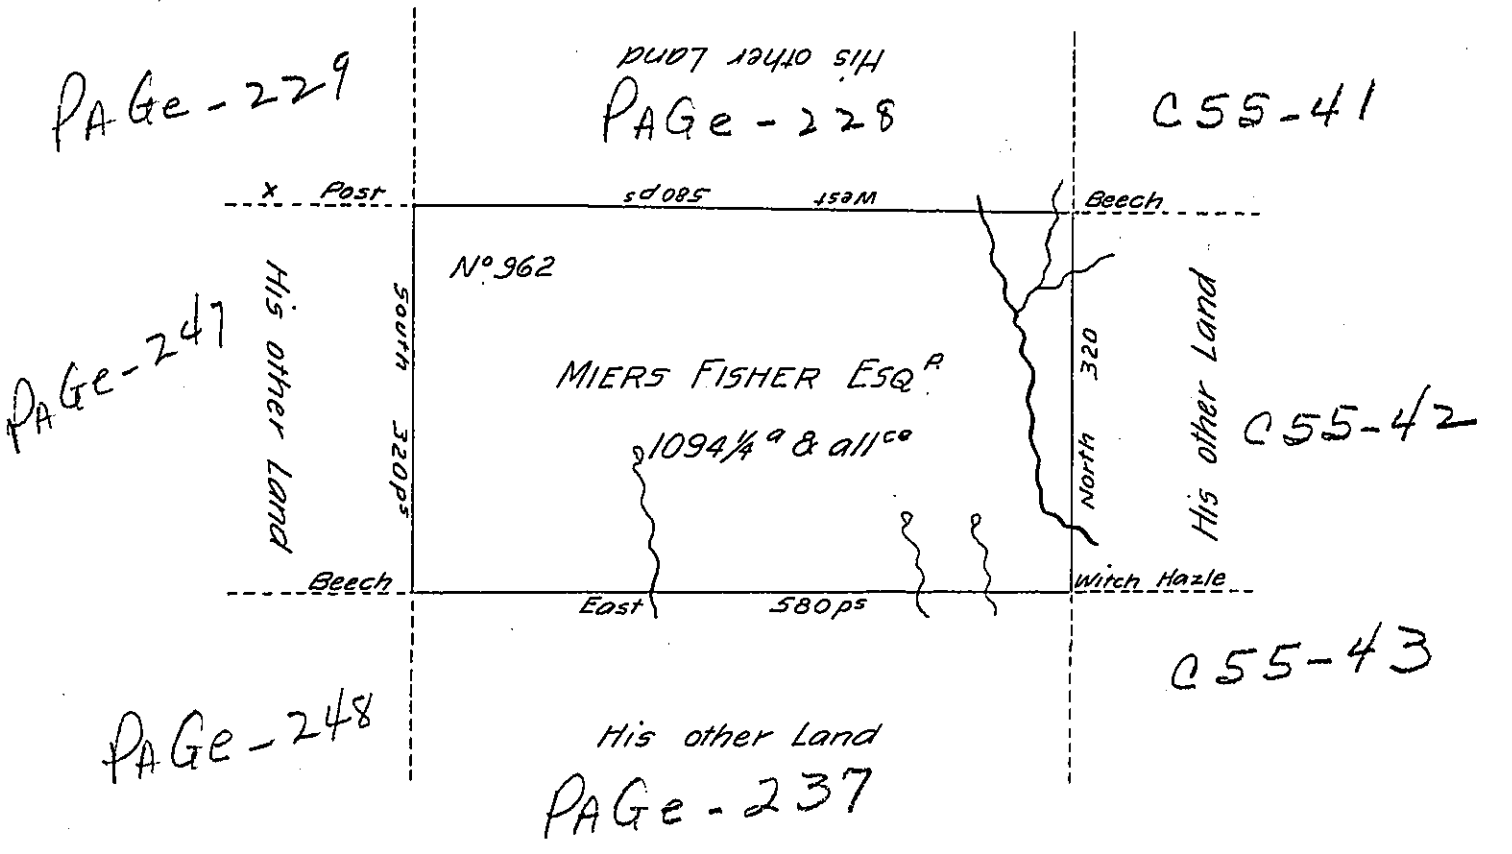 His other Land
PAGe-229
PAGe-228
C55-41
x Post
580ps West
Beech
Nº 962
His other Land
South 320ps
PAGe-247
MIERS FISHER ESQR
1094¼ a & allce
North 320
His other Land
C55-42
Beech
East 580ps
Witch Hazle
C55-43
PAGe-248
His other Land
PAGe-237